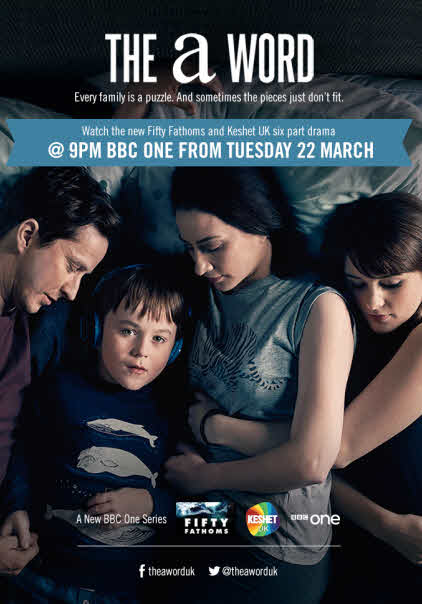 THE a WORD
Every family is a puzzle. And sometimes the pieces just don't fit.
Watch the new Fifty Fathoms and Keshet UK six part drama
@ 9PM BBC ONE FROM TUESDAY 22 MARCH
A New BBC One Series
FIFTY
FATHOMS
KESHET
UK
BBC one
f theaworduk
@theaworduk